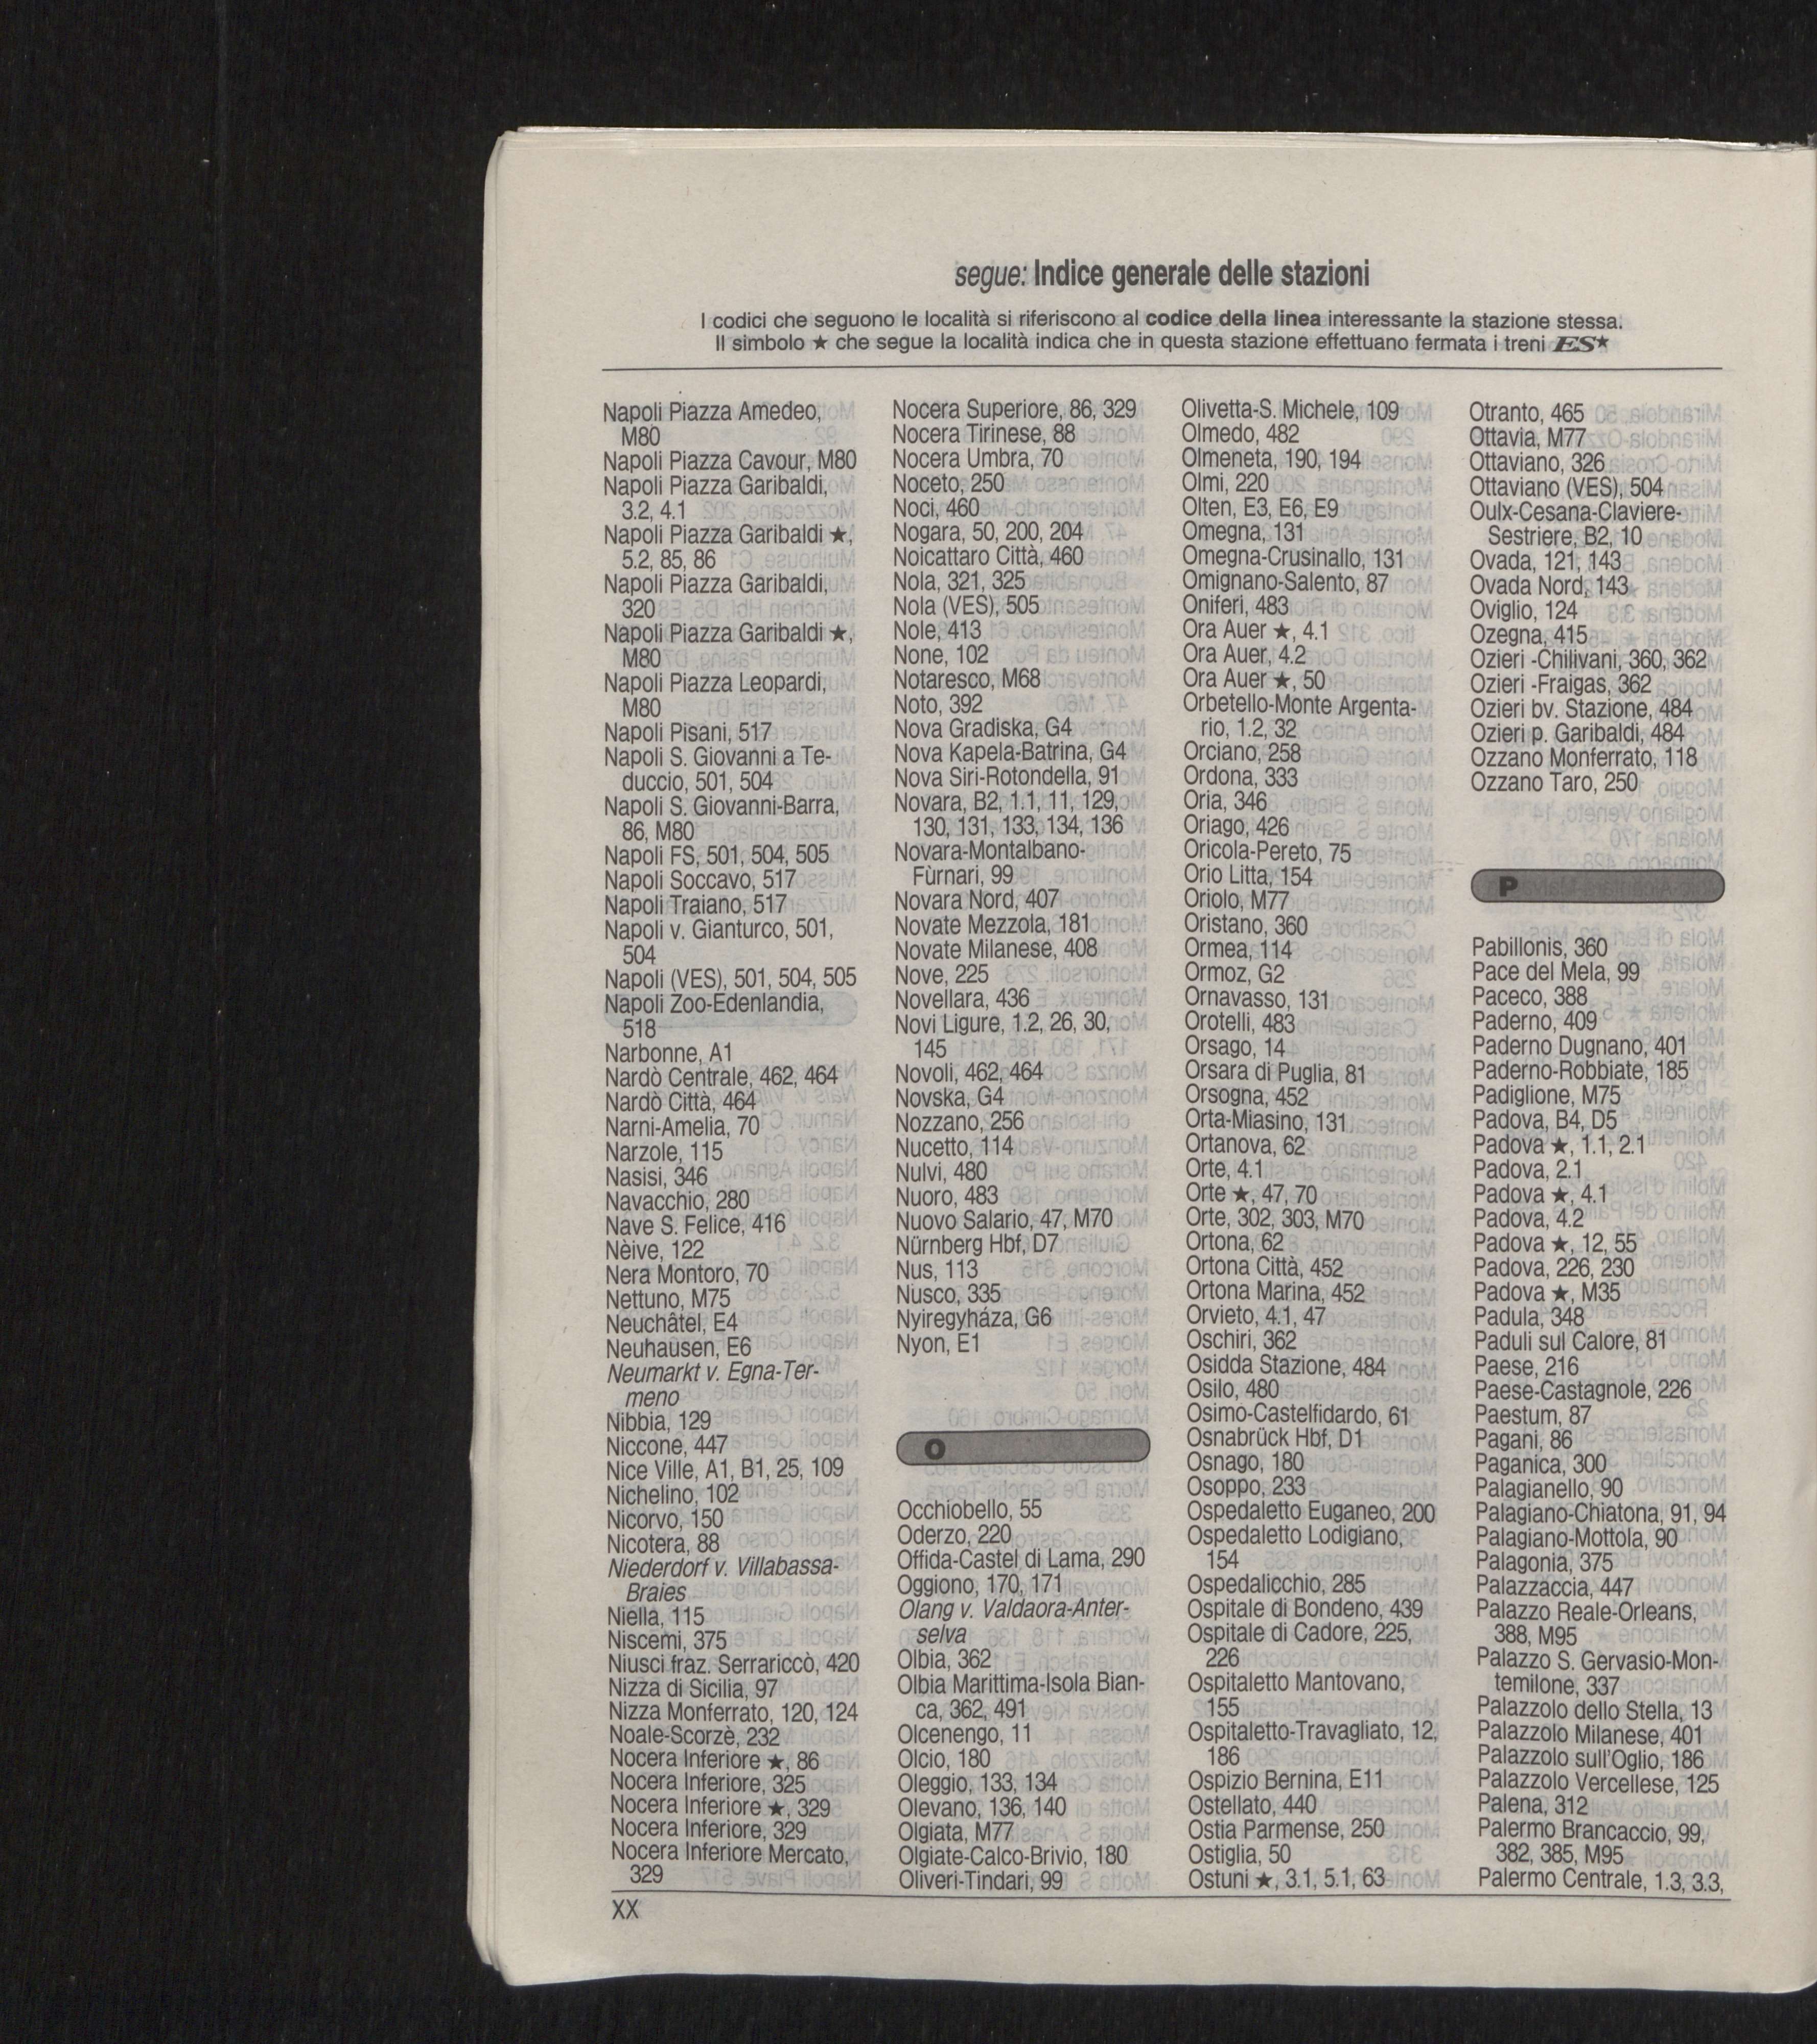 segue: Indice generale delle stazioni
I codici che seguono le località si riferiscono al codice della linea interessante la stazione stessa.
Il simbolo ★ che segue la località indica che in questa stazione effettuano fermata i treni ES★
Napoli Piazza Amedeo,
M80
Napoli Piazza Cavour, M80
Napoli Piazza Garibaldi,
3.2, 4.1
Napoli Piazza Garibaldi ★,
5.2, 85, 86
Napoli Piazza Garibaldi,
320
Napoli Piazza Garibaldi ★,
M80
Napoli Piazza Leopardi,
M80
Napoli Pisani, 517
Napoli S. Giovanni a Te-
duccio, 501, 504
Napoli S. Giovanni-Barra,
86, M80
Napoli FS, 501, 504, 505
Napoli Soccavo, 517
Napoli Traiano, 517
Napoli v. Gianturco, 501,
504
Napoli (VES), 501, 504, 505
Napoli Zoo-Edenlandia,
518
Narbonne, A1
Nardò Centrale, 462, 464
Nardò Città, 464
Narni-Amelia, 70
Narzole, 115
Nasisi, 346
Navacchio, 280
Nave S. Felice, 416
Nèive, 122
Nera Montoro, 70
Nettuno, M75
Neuchâtel, E4
Neuhausen, E6
Neumarkt v. Egna-Ter-
meno
Nibbia, 129
Niccone, 447
Nice Ville, A1, B1, 25, 109
Nichelino, 102
Nicorvo, 150
Nicotera, 88
Niederdorf v. Villabassa-
Braies
Niella, 115
Niscemi, 375
Niusci fraz. Serrariccò, 420
Nizza di Sicilia, 97
Nizza Monferrato, 120, 124
Noale-Scorzè, 232
Nocera Inferiore ★, 86
Nocera Inferiore, 325
Nocera Inferiore ★, 329
Nocera Inferiore, 329
Nocera Inferiore Mercato,
329
Nocera Superiore, 86, 329
Nocera Tirinese, 88
Nocera Umbra, 70
Noceto, 250
Noci, 460
Nogara, 50, 200, 204
Noicattaro Città, 460
Nola, 321, 325
Nola (VES), 505
Nole, 413
None, 102
Notaresco, M68
Noto, 392
Nova Gradiska, G4
Nova Kapela-Batrina, G4
Nova Siri-Rotondella, 91
Novara, B2, 1.1, 11, 129,
130, 131, 133, 134, 136
Novara-Montalbano-
Fùrnari, 99
Novara Nord, 407
Novate Mezzola, 181
Novate Milanese, 408
Nove, 225
Novellara, 436
Novi Ligure, 1.2, 26, 30,
145
Novoli, 462, 464
Novska, G4
Nozzano, 256
Nucetto, 114
Nulvi, 480
Nuoro, 483
Nuovo Salario, 47, M70
Nürnberg Hbf, D7
Nus, 113
Nusco, 335
Nyiregyháza, G6
Nyon, E1
O
Occhiobello, 55
Oderzo, 220
Offida-Castel di Lama, 290
Oggiono, 170, 171
Olang v. Valdaora-Anter-
selva
Olbia, 362
Olbia Marittima-Isola Bian-
ca, 362, 491
Olcenengo, 11
Olcio, 180
Oleggio, 133, 134
Olevano, 136, 140
Olgiata, M77
Olgiate-Calco-Brivio, 180
Oliveri-Tindari, 99
Olivetta-S. Michele, 109
Olmedo, 482
Olmeneta, 190, 194
Olmi, 220
Olten, E3, E6, E9
Omegna, 131
Omegna-Crusinallo, 131
Omignano-Salento, 87
Oniferi, 483
Ora Auer ★, 4.1
Ora Auer, 4.2
Ora Auer ★, 50
Orbetello-Monte Argenta-
rio, 1.2, 32
Orciano, 258
Ordona, 333
Oria, 346
Oriago, 426
Oricola-Pereto, 75
Orio Litta, 154
Oriolo, M77
Oristano, 360
Ormea, 114
Ormoz, G2
Ornavasso, 131
Orotelli, 483
Orsago, 14
Orsara di Puglia, 81
Orsogna, 452
Orta-Miasino, 131
Ortanova, 62
Orte, 4.1
Orte ★, 47, 70
Orte, 302, 303, M70
Ortona, 62
Ortona Città, 452
Ortona Marina, 452
Orvieto, 4.1, 47
Oschiri, 362
Osidda Stazione, 484
Osilo, 480
Osimo-Castelfidardo, 61
Osnabrück Hbf, D1
Osnago, 180
Osoppo, 233
Ospedaletto Euganeo, 200
Ospedaletto Lodigiano,
154
Ospedalicchio, 285
Ospitale di Bondeno, 439
Ospitale di Cadore, 225,
226
Ospitaletto Mantovano,
155
Ospitaletto-Travagliato, 12,
186
Ospizio Bernina, E11
Ostellato, 440
Ostia Parmense, 250
Ostiglia, 50
Ostuni ★, 3.1, 5.1, 63
Otranto, 465
Ottavia, M77
Ottaviano, 326
Ottaviano (VES), 504
Oulx-Cesana-Claviere-
Sestriere, B2, 10
Ovada, 121, 143
Ovada Nord, 143
Oviglio, 124
Ozegna, 415
Ozieri -Chilivani, 360, 362
Ozieri -Fraigas, 362
Ozieri bv. Stazione, 484
Ozieri p. Garibaldi, 484
Ozzano Monferrato, 118
Ozzano Taro, 250
P
Pabillonis, 360
Pace del Mela, 99
Paceco, 388
Paderno, 409
Paderno Dugnano, 401
Paderno-Robbiate, 185
Padiglione, M75
Padova, B4, D5
Padova ★, 1.1, 2.1
Padova, 2.1
Padova ★, 4.1
Padova, 4.2
Padova ★, 12, 55
Padova, 226, 230
Padova ★, M35
Padula, 348
Paduli sul Calore, 81
Paese, 216
Paese-Castagnole, 226
Paestum, 87
Pagani, 86
Paganica, 300
Palagianello, 90
Palagiano-Chiatona, 91, 94
Palagiano-Mottola, 90
Palagonia, 375
Palazzaccia, 447
Palazzo Reale-Orleans,
388, M95
Palazzo S. Gervasio-Mon-
temilone, 337
Palazzolo dello Stella, 13
Palazzolo Milanese, 401
Palazzolo sull'Oglio, 186
Palazzolo Vercellese, 125
Palena, 312
Palermo Brancaccio, 99,
382, 385, M95
Palermo Centrale, 1.3, 3.3,
XX